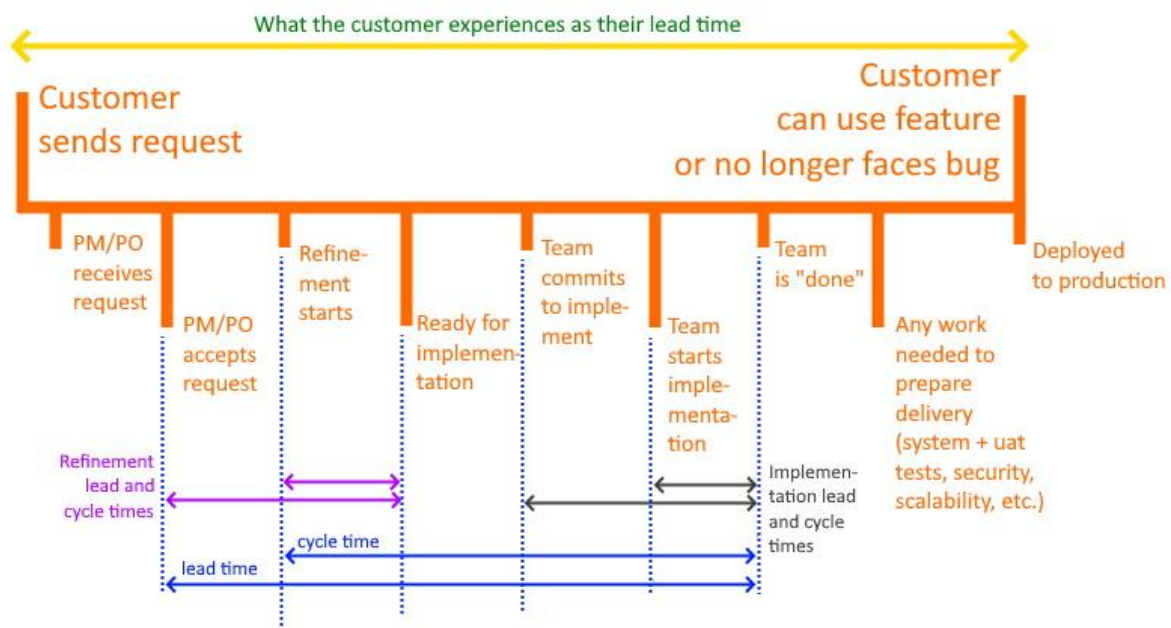 What the customer experiences as their lead time
Customer
sends request
Customer
can use feature
or no longer faces bug
PM/PO
receives
request
PM/PO
accepts
request
Refine-
ment
starts
Ready for
implemen-
tation
Team
commits
to imple-
ment
Team
starts
imple-
menta-
tion
Team
is "done"
Any work
needed to
prepare
delivery
(system + uat
tests, security,
scalability, etc.)
Deployed
to production
Refinement
lead and
cycle times
Implemen-
tation lead
and cycle
times
cycle time
lead time